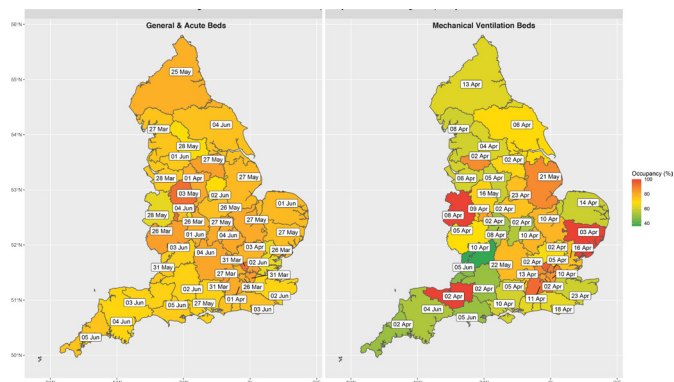 General & Acute Beds
Mechanical Ventilation Beds
56°N
55°N
54°N
53°N
52°N
51°N
50°N
25 May
04 Jun
27 Mar
28 May
01 Jun
27 May
28 Mar
01 Apr
27 May
03 May
02 Jun
01 Jun
04 Jun
26 May
28 May
26 Mar
27 May
27 May
26 Mar
01 Jun
04 Jun
03 Apr
26 Mar
03 Jun
04 Jun
31 May
02 Jun
31 May
27 Mar
31 Mar
02 Jun
31 Mar
26 Mar
02 Jun
03 Jun
27 May
01 Apr
03 Jun
04 Jun
05 Jun
13 Apr
06 Apr
08 Apr
04 Apr
02 Apr
02 Apr
06 Apr
05 Apr
21 May
16 May
23 Apr
14 Apr
08 Apr
09 Apr
02 Apr
10 Apr
02 Apr
02 Apr
05 Apr
08 Apr
10 Apr
03 Apr
10 Apr
02 Apr
16 Apr
05 Jun
22 May
02 Apr
05 Apr
13 Apr
10 Apr
02 Apr
02 Apr
05 Apr
02 Apr
23 Apr
04 Jun
05 Jun
10 Apr
11 Apr
18 Apr
02 Apr
Occupancy (%)
100
80
60
40